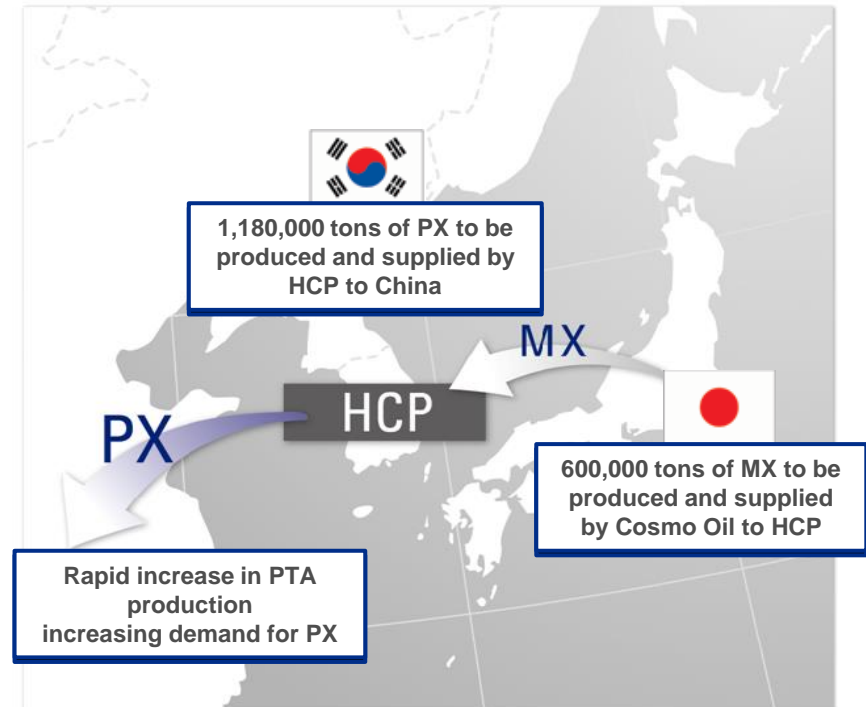 1,180,000 tons of PX to be
produced and supplied by
HCP to China
MX
HCP
PX
600,000 tons of MX to be
produced and supplied
by Cosmo Oil to HCP
Rapid increase in PTA
production
increasing demand for PX